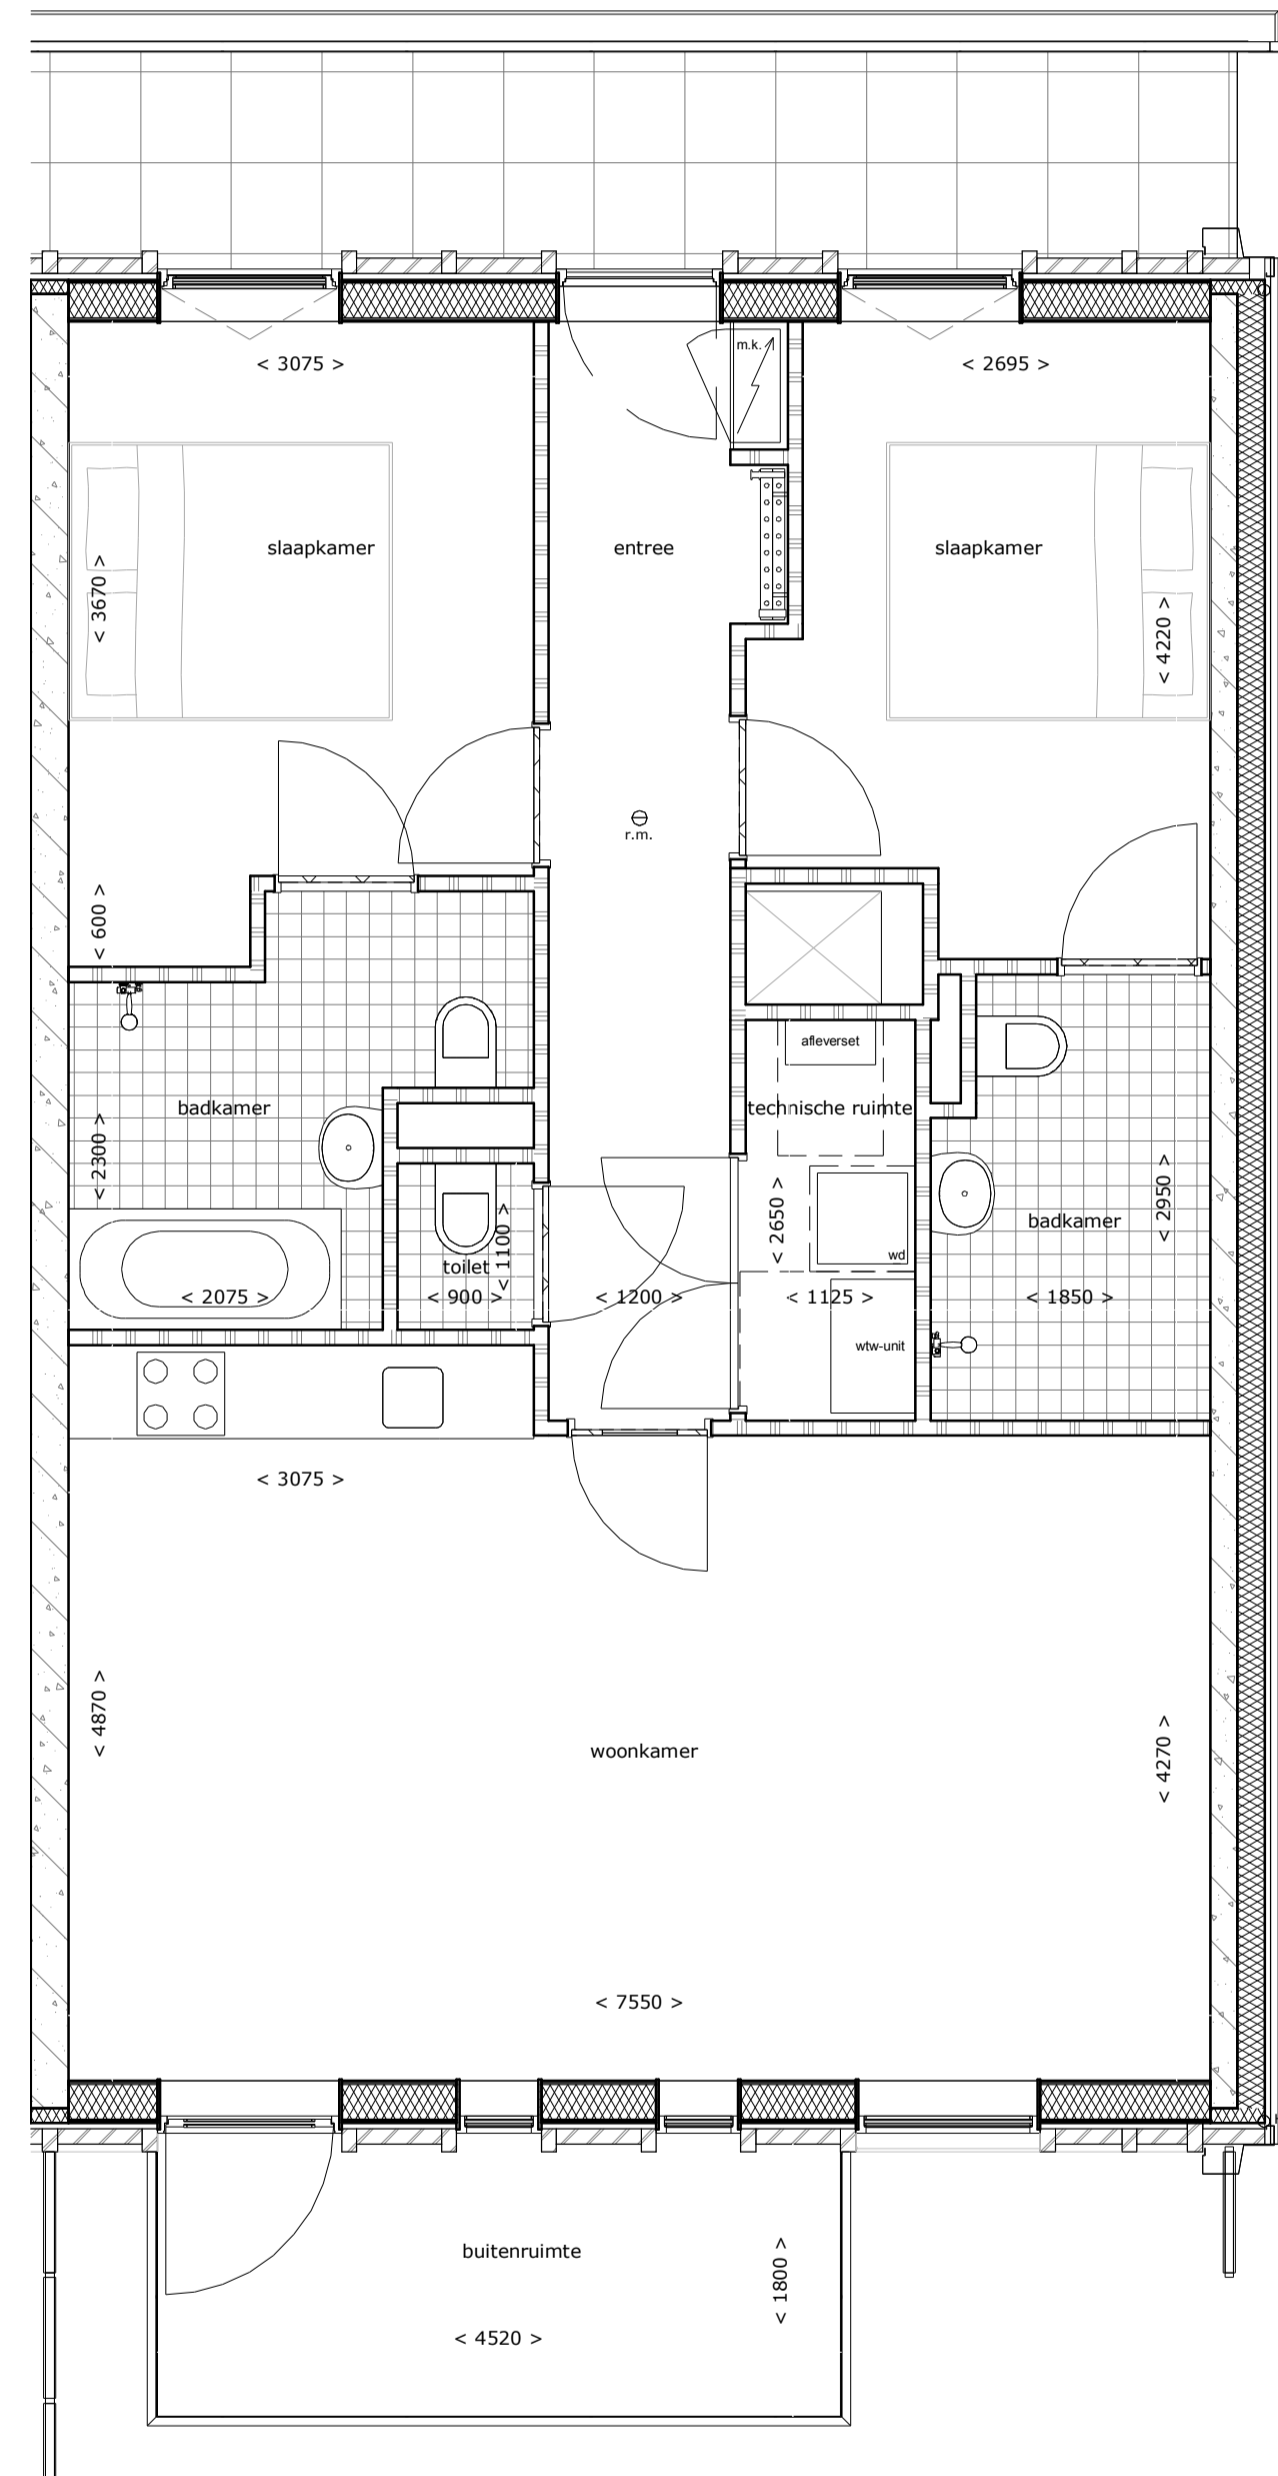 m.k.
< 3075 >
< 2695 >
slaapkamer
entree
slaapkamer
< 3670 >
< 4220 >
r.m.
< 600 >
afleverset
badkamer
technische ruimte
< 2300 >
< 2950 >
< 2650 >
badkamer
< 1100 >
wd
toilet
< 2075 >
< 900 >
< 1200 >
< 1125 >
< 1850 >
wtw-unit
< 3075 >
< 4870 >
woonkamer
< 4270 >
< 7550 >
buitenruimte
< 1800 >
< 4520 >